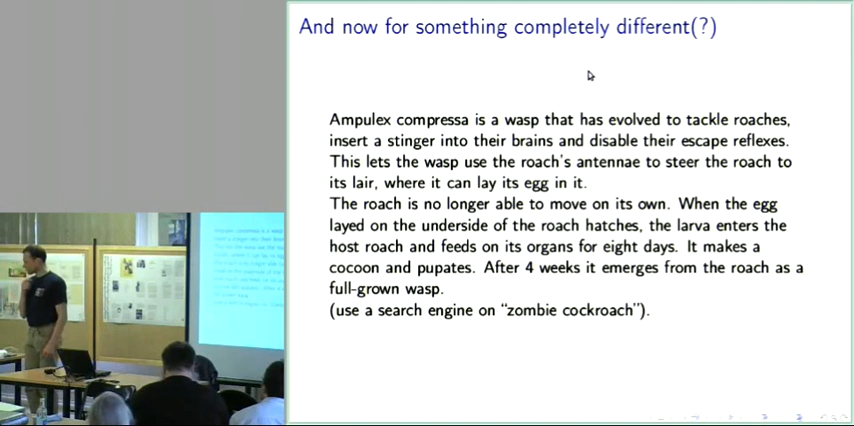 And now for something completely different(?)
Ampulex compressa is a wasp that has evolved to tackle roaches,
insert a stinger into their brains and disable their escape reflexes.
This lets the wasp use the roach's antennae to steer the roach to
its lair, where it can lay its egg in it.
The roach is no longer able to move on its own. When the egg
layed on the underside of the roach hatches, the larva enters the
host roach and feeds on its organs for eight days. It makes a
cocoon and pupates. After 4 weeks it emerges from the roach as a
full-grown wasp.
(use a search engine on “zombie cockroach”).